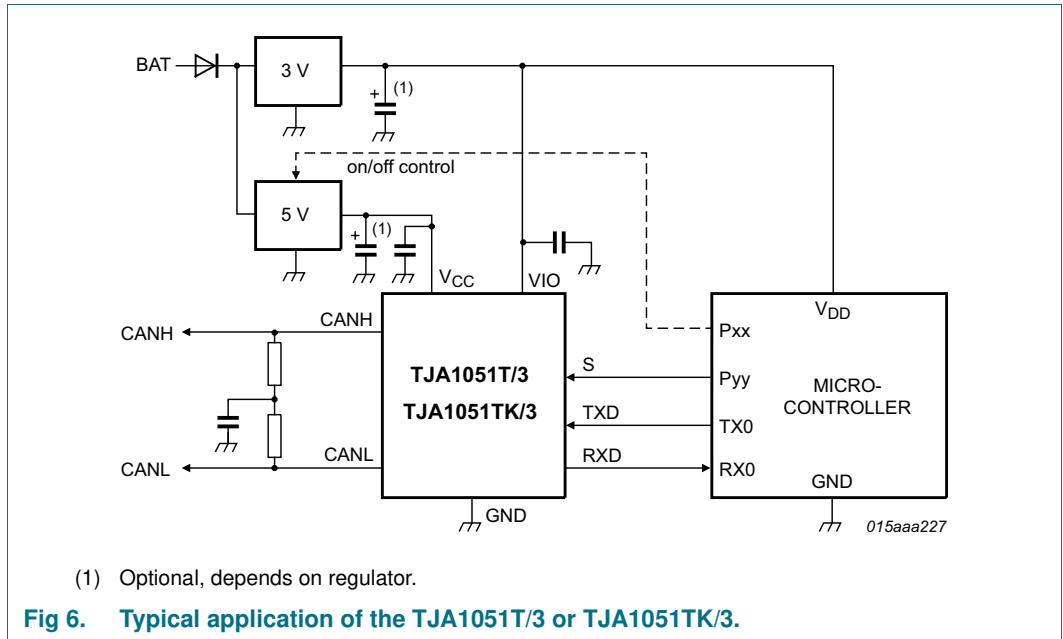 BAT
3 V
+
(1)
on/off control
5 V
+
(1)
VCC
VIO
VDD
CANH
CANH
Pxx
TJA1051T/3
S
Pyy
MICRO-
CONTROLLER
TJA1051TK/3
TXD
TX0
CANL
CANL
RXD
RX0
GND
GND
015aaa227
(1) Optional, depends on regulator.
Fig 6. Typical application of the TJA1051T/3 or TJA1051TK/3.